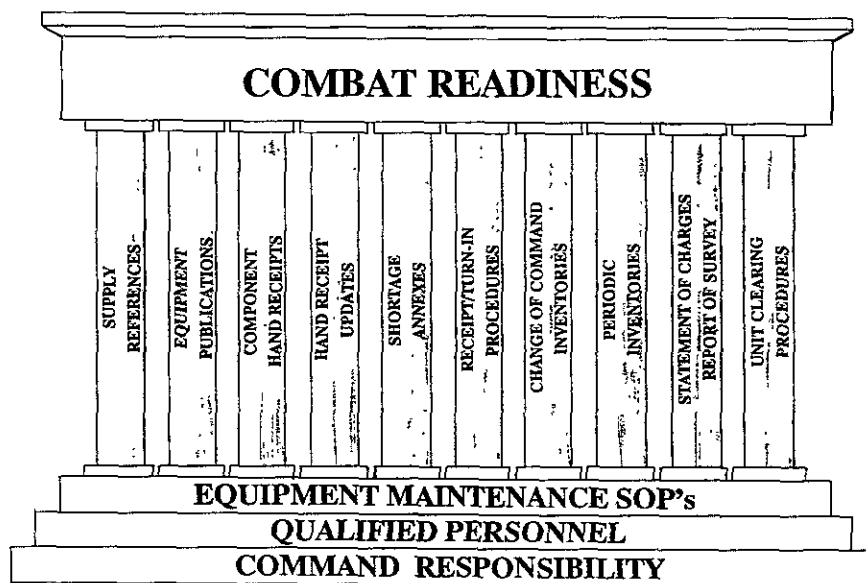 COMBAT READINESS
SUPPLY
REFERENCES
EQUIPMENT
PUBLICATIONS
COMPONENT
HAND RECEIPTS
HAND RECEIPT
UPDATES
SHORTAGE
ANNEXES
RECEIPT/TURN-IN
PROCEDURES
CHANGE OF COMMAND
INVENTORIES
PERIODIC
INVENTORIES
STATEMENT OF CHARGES
REPORT OF SURVEY
UNIT CLEARING
PROCEDURES
EQUIPMENT MAINTENANCE SOP's
QUALIFIED PERSONNEL
COMMAND RESPONSIBILITY